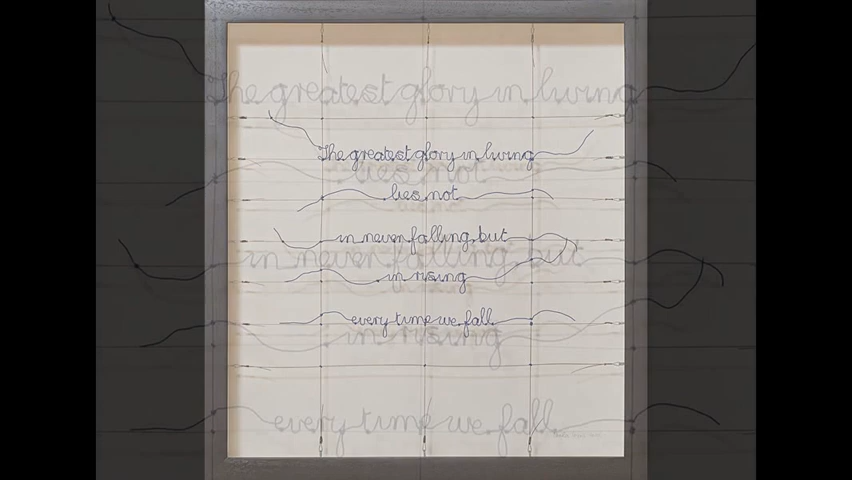 The greatest glory in living
lies not
in never falling, but
in rising
every time we fall.